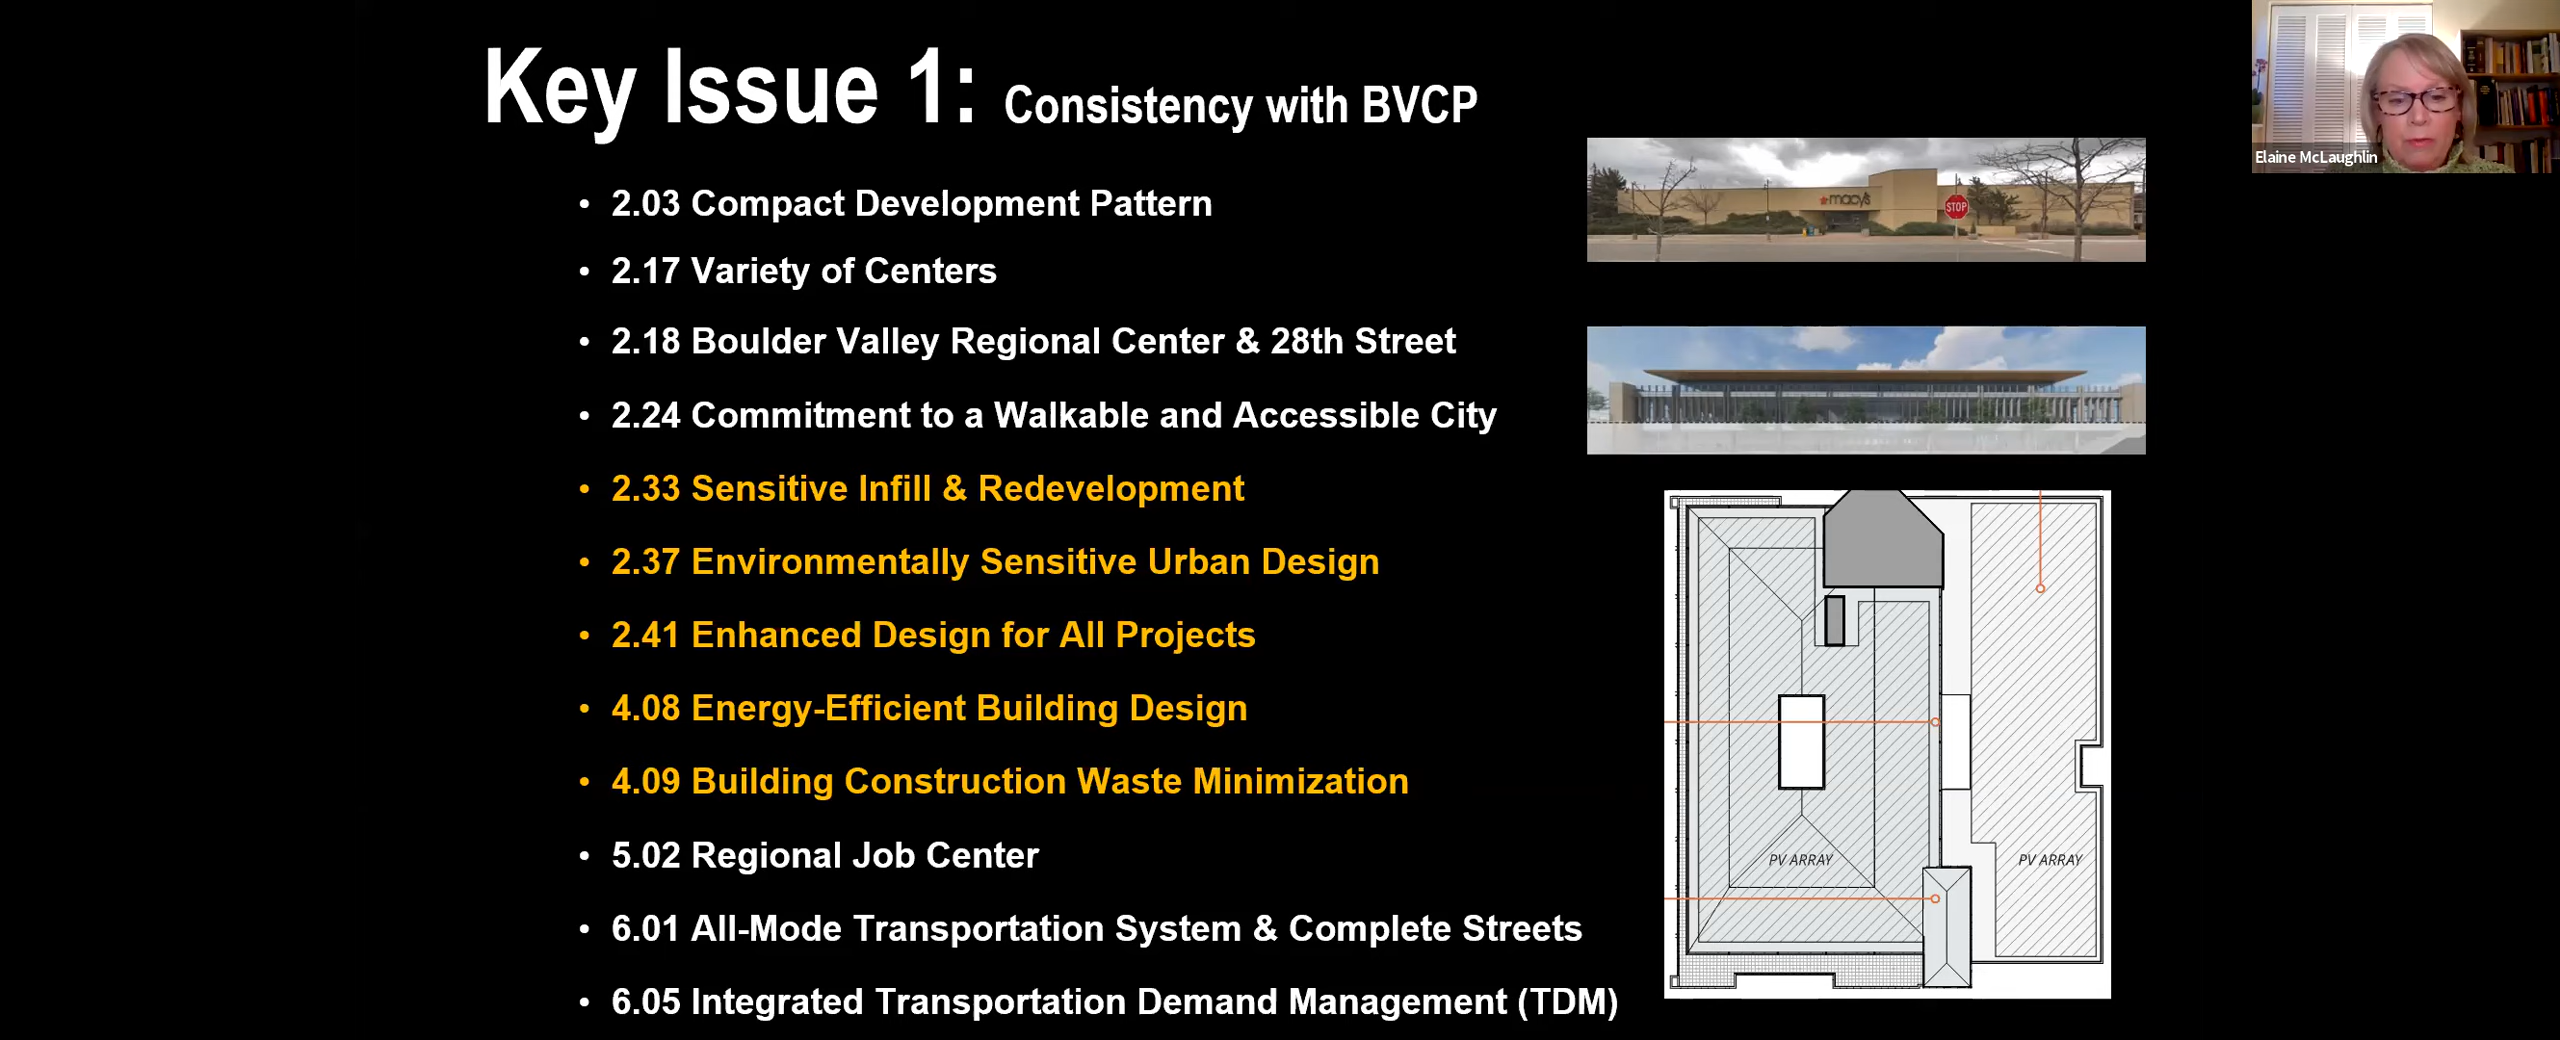 Key Issue 1: Consistency with BVCP
• 2.03 Compact Development Pattern
• 2.17 Variety of Centers
• 2.18 Boulder Valley Regional Center & 28th Street
• 2.24 Commitment to a Walkable and Accessible City
• 2.33 Sensitive Infill & Redevelopment
• 2.37 Environmentally Sensitive Urban Design
• 2.41 Enhanced Design for All Projects
• 4.08 Energy-Efficient Building Design
• 4.09 Building Construction Waste Minimization
• 5.02 Regional Job Center
• 6.01 All-Mode Transportation System & Complete Streets
• 6.05 Integrated Transportation Demand Management (TDM)
macy's
STOP
PV ARRAY
PV ARRAY
Elaine McLaughlin